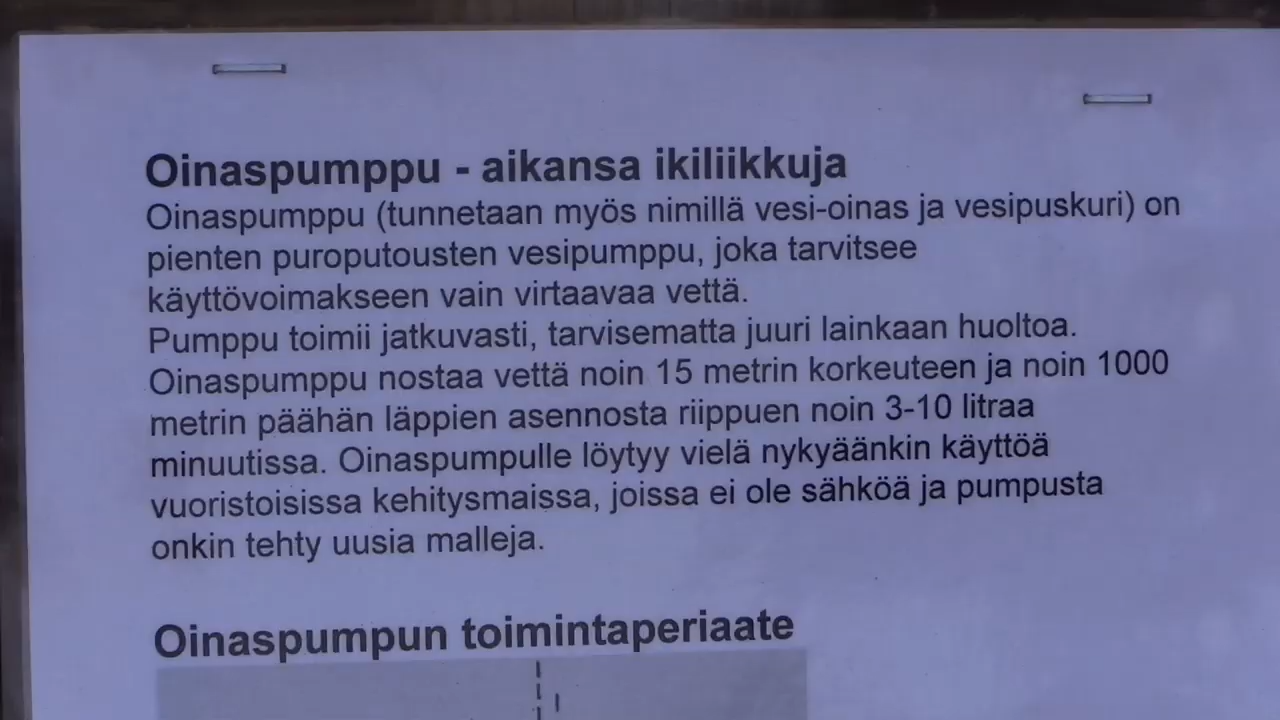 Oinaspumppu - aikansa ikiliikkuja
Oinaspumppu (tunnetaan myös nimillä vesi-oinas ja vesipuskuri) on
pienten puroputousten vesipumppu, joka tarvitsee
käyttövoimakseen vain virtaavaa vettä.
Pumppu toimii jatkuvasti, tarvisematta juuri lainkaan huoltoa.
Oinaspumppu nostaa vettä noin 15 metrin korkeuteen ja noin 1000
metrin päähän läppien asennosta riippuen noin 3-10 litraa
minuutissa. Oinaspumpulle löytyy vielä nykyäänkin käyttöä
vuoristoisissa kehitysmaissa, joissa ei ole sähköä ja pumpusta
onkin tehty uusia malleja.
Oinaspumpun toimintaperiaate